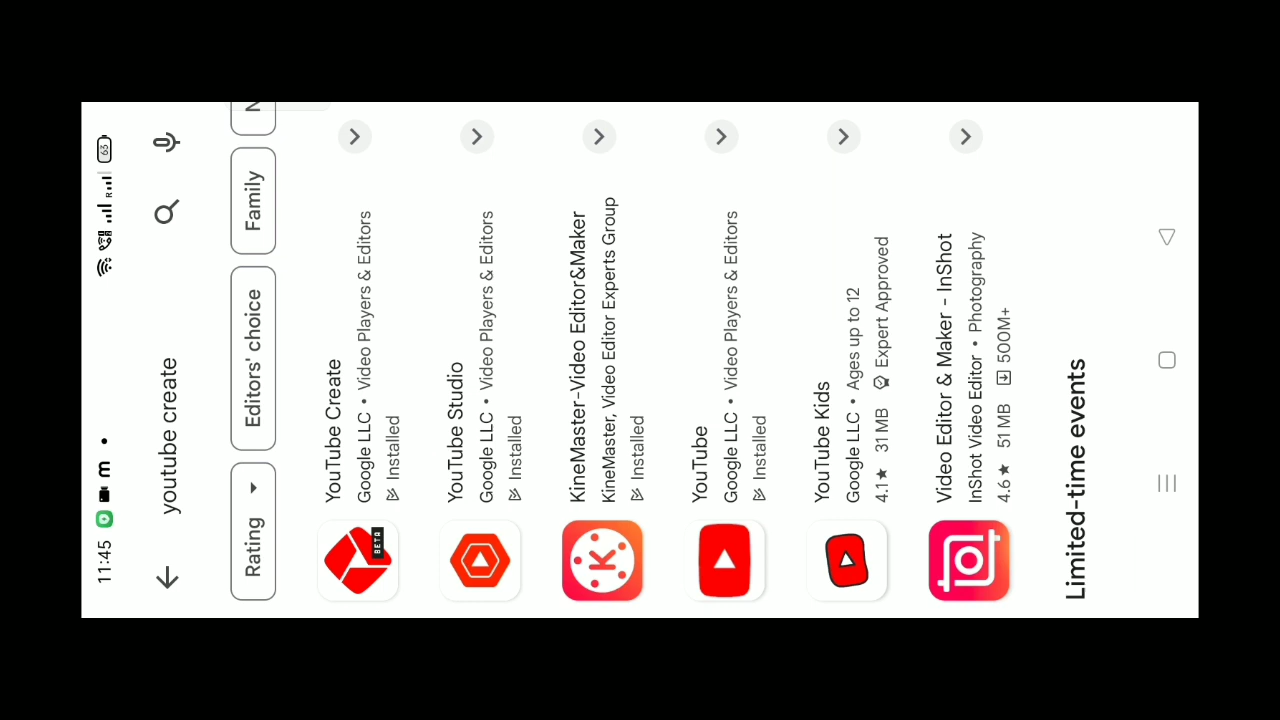 11:45
63
R
youtube create
Rating
Editors' choice
Family
YouTube Create
Google LLC • Video Players & Editors
Installed
BETA
YouTube Studio
Google LLC • Video Players & Editors
Installed
KineMaster-Video Editor&Maker
KineMaster, Video Editor Experts Group
Installed
YouTube
Google LLC • Video Players & Editors
Installed
YouTube Kids
Google LLC • Ages up to 12
4.1★ 31 MB Expert Approved
Video Editor & Maker - InShot
InShot Video Editor • Photography
4.6★ 51 MB 500M+
Limited-time events